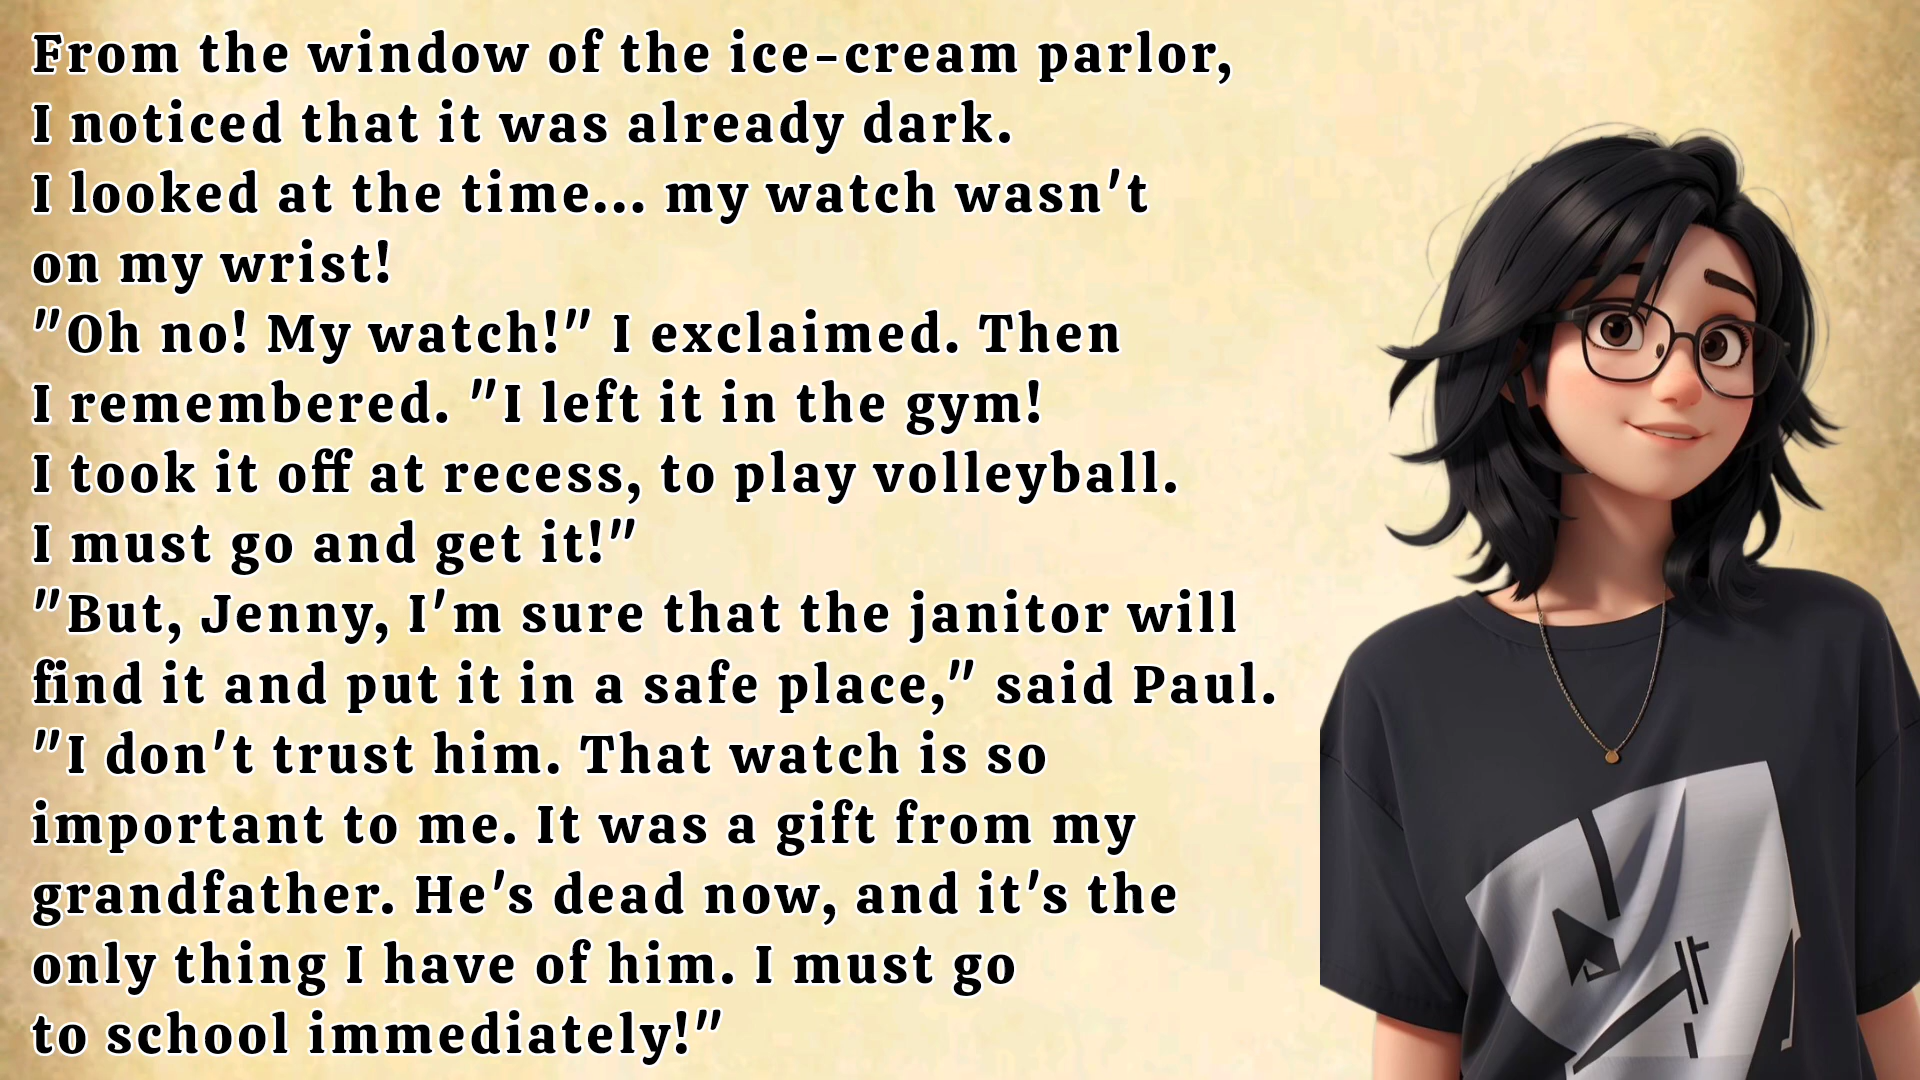 From the window of the ice-cream parlor,
I noticed that it was already dark.
I looked at the time... my watch wasn't
on my wrist!
"Oh no! My watch!" I exclaimed. Then
I remembered. "I left it in the gym!
I took it off at recess, to play volleyball.
I must go and get it!"
"But, Jenny, I'm sure that the janitor will
find it and put it in a safe place," said Paul.
"I don't trust him. That watch is so
important to me. It was a gift from my
grandfather. He's dead now, and it's the
only thing I have of him. I must go
to school immediately!"